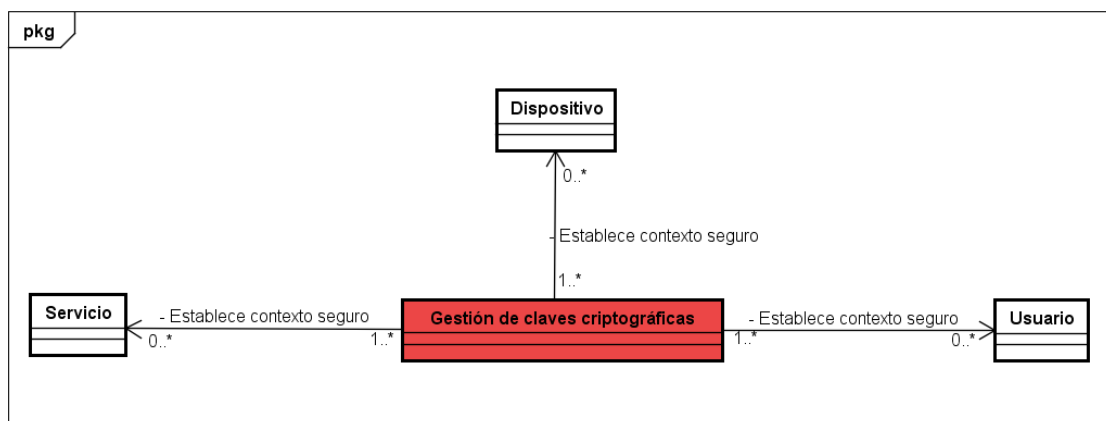 pkg
Dispositivo
0..*
- Establece contexto seguro
1..*
Servicio
- Establece contexto seguro
0..*
1..*
Gestión de claves criptográficas
- Establece contexto seguro
1..*
0..*
Usuario